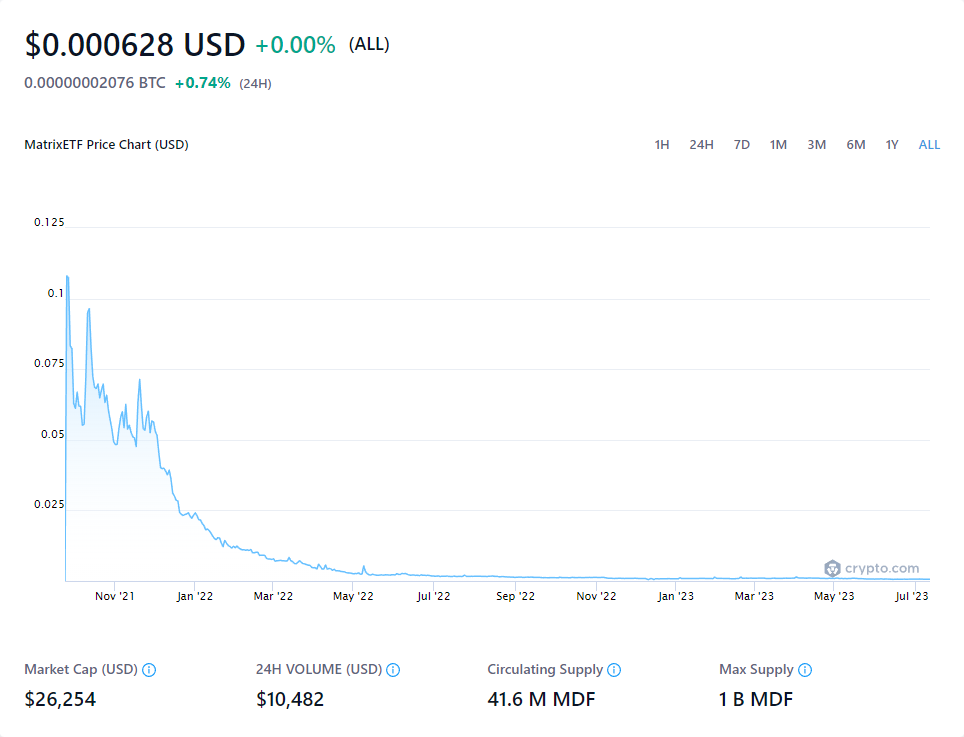 $0.000628 USD +0.00% (ALL)
0.00000002076 BTC +0.74% (24H)
MatrixETF Price Chart (USD) 1H 24H 7D 1M 3M 6M 1Y ALL
0.125
0.1
0.075
0.05
0.025
crypto.com
Nov '21 Jan '22 Mar '22 May '22 Jul '22 Sep '22 Nov '22 Jan '23 Mar '23 May '23 Jul '23
Market Cap (USD) 24H VOLUME (USD) Circulating Supply Max Supply
$26,254 $10,482 41.6 M MDF 1 B MDF